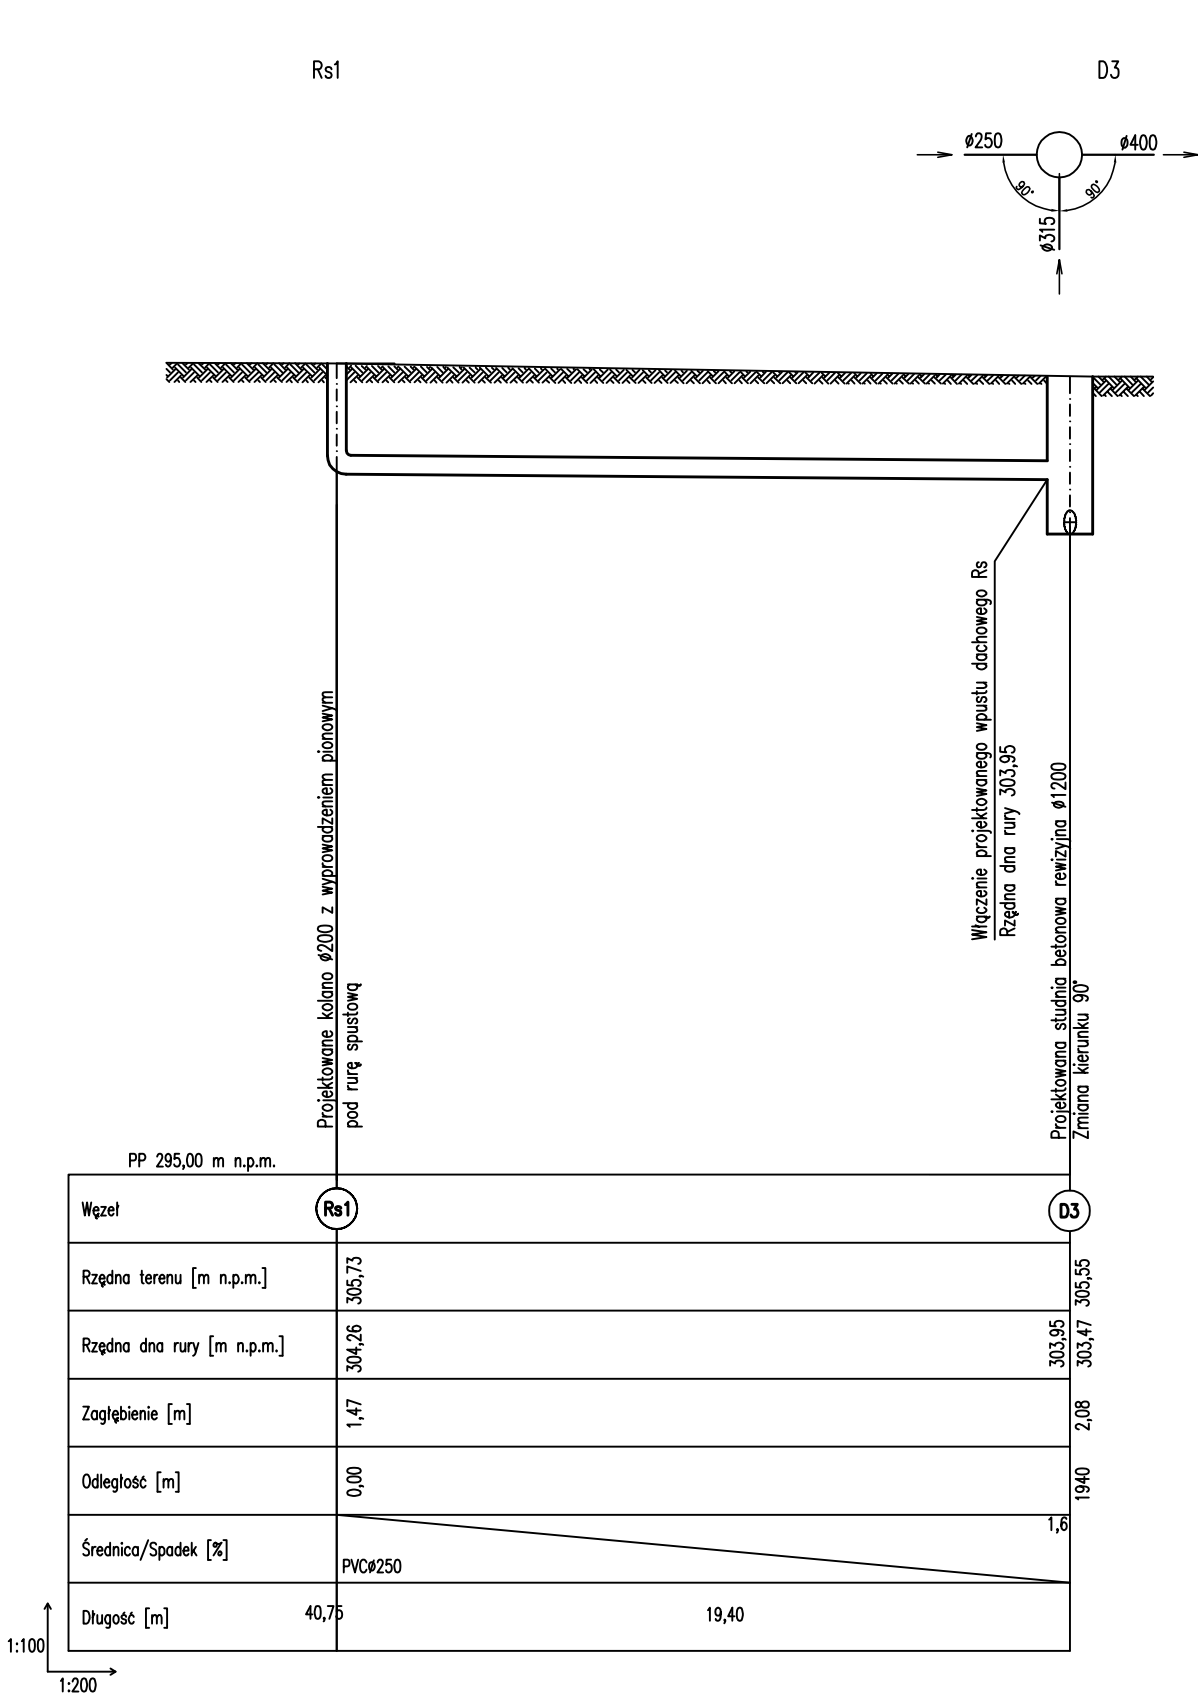 Rs1
D3
ø250
ø400
90°
90°
ø315
Projektowane kolano ø200 z wyprowadzeniem pionowym
pod rurę spustową
Włączenie projektowanego wpustu dachowego Rs
Rzędna dna rury 303,95
Projektowana studnia betonowa rewizyjna ø1200
Zmiana kierunku 90°
PP 295,00 m n.p.m.
Węzeł
Rs1
D3
Rzędna terenu [m n.p.m.]
305,73
305,55
Rzędna dna rury [m n.p.m.]
304,26
303,95
303,47
Zagłębienie [m]
1,47
2,08
Odległość [m]
0,00
1940
Średnica/Spadek [%]
PVCø250
1,6
Długość [m]
40,75
19,40
1:100
1:200